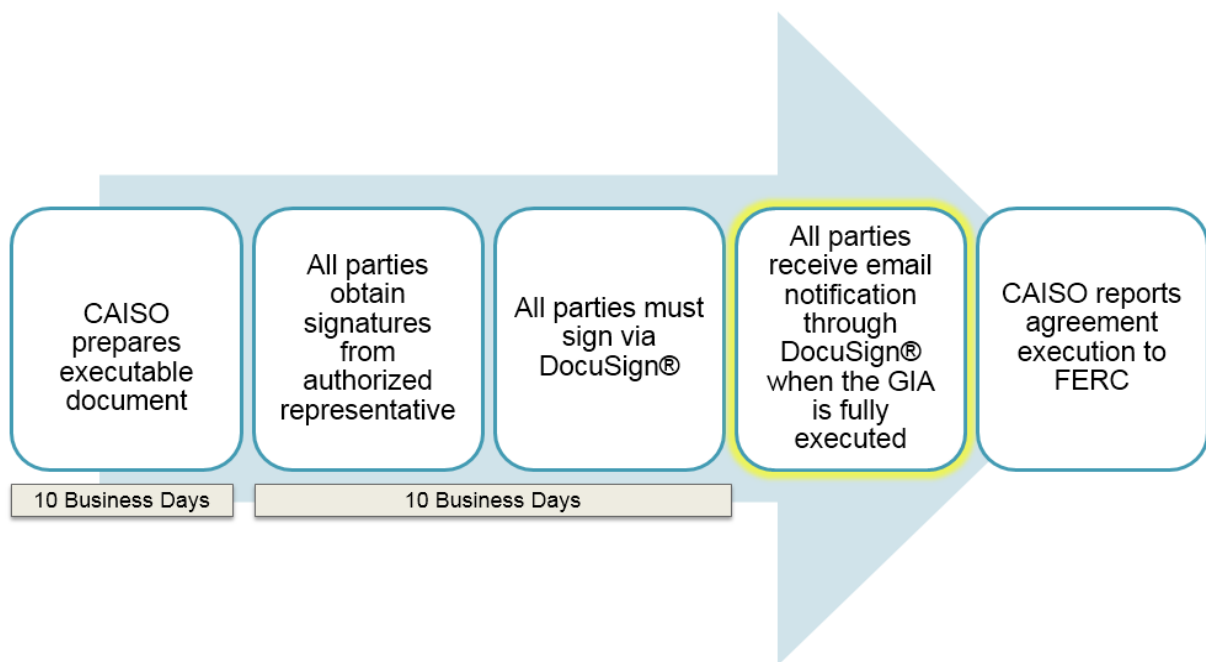 CAISO
prepares
executable
document
All parties
obtain
signatures
from
authorized
representative
All parties must
sign via
DocuSign®
All parties
receive email
notification
through
DocuSign®
when the GIA
is fully
executed
CAISO reports
agreement
execution to
FERC
10 Business Days
10 Business Days